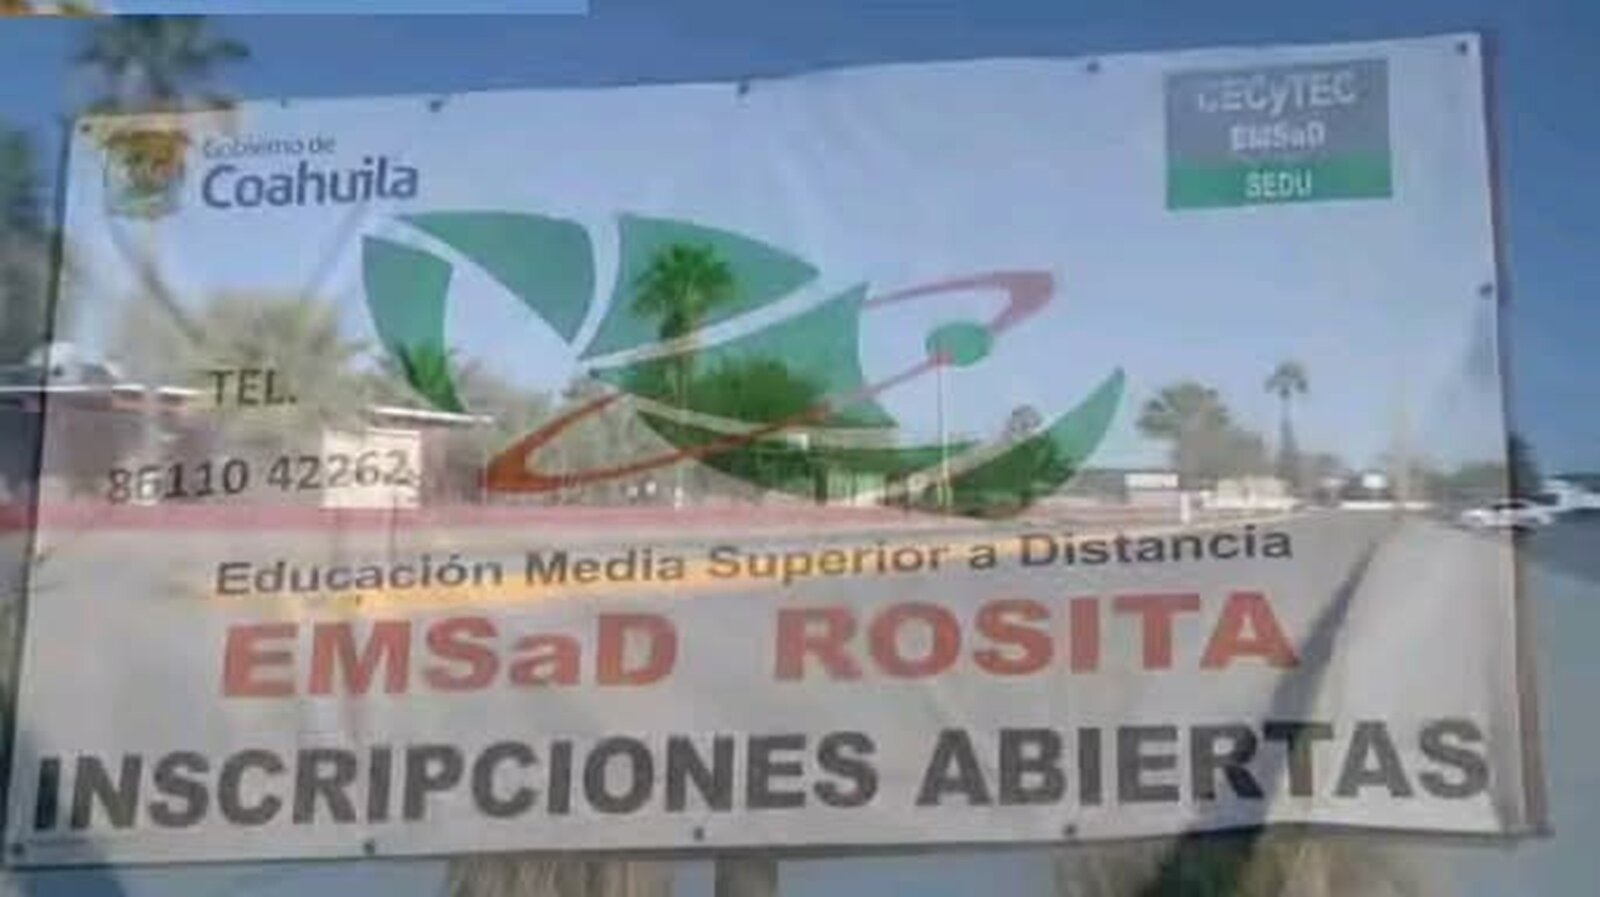 Gobierno de
Coahuila
CECyTEC
EMSaD
SEDU
TEL.
86110 42262
Educación Media Superior a Distancia
EMSaD ROSITA
INSCRIPCIONES ABIERTAS